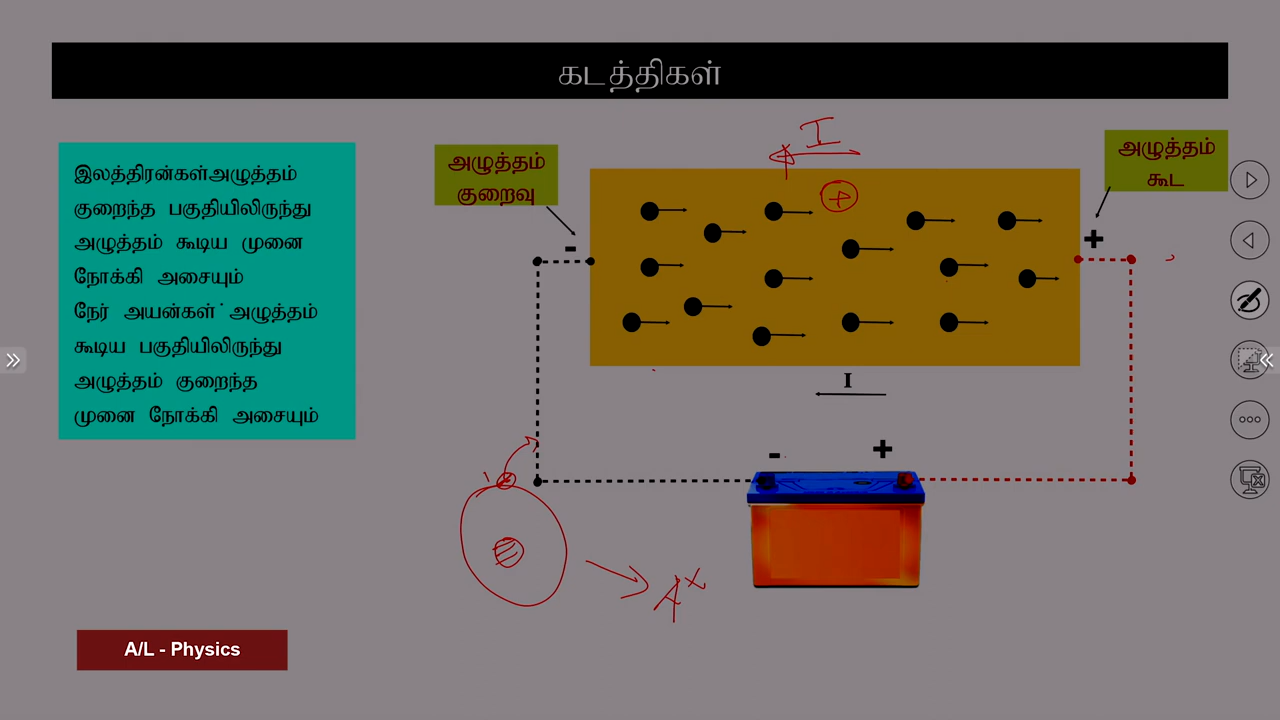 கடத்திகள்
இலத்திரன்கள்அழுத்தம்
குறைந்த பகுதியிலிருந்து
அழுத்தம் கூடிய முனை
நோக்கி அசையும்
நேர் அயன்கள் அழுத்தம்
கூடிய பகுதியிலிருந்து
அழுத்தம் குறைந்த
முனை நோக்கி அசையும்
அழுத்தம்
குறைவு
I
+
அழுத்தம்
கூட
-
+
I
-
+
A/L - Physics